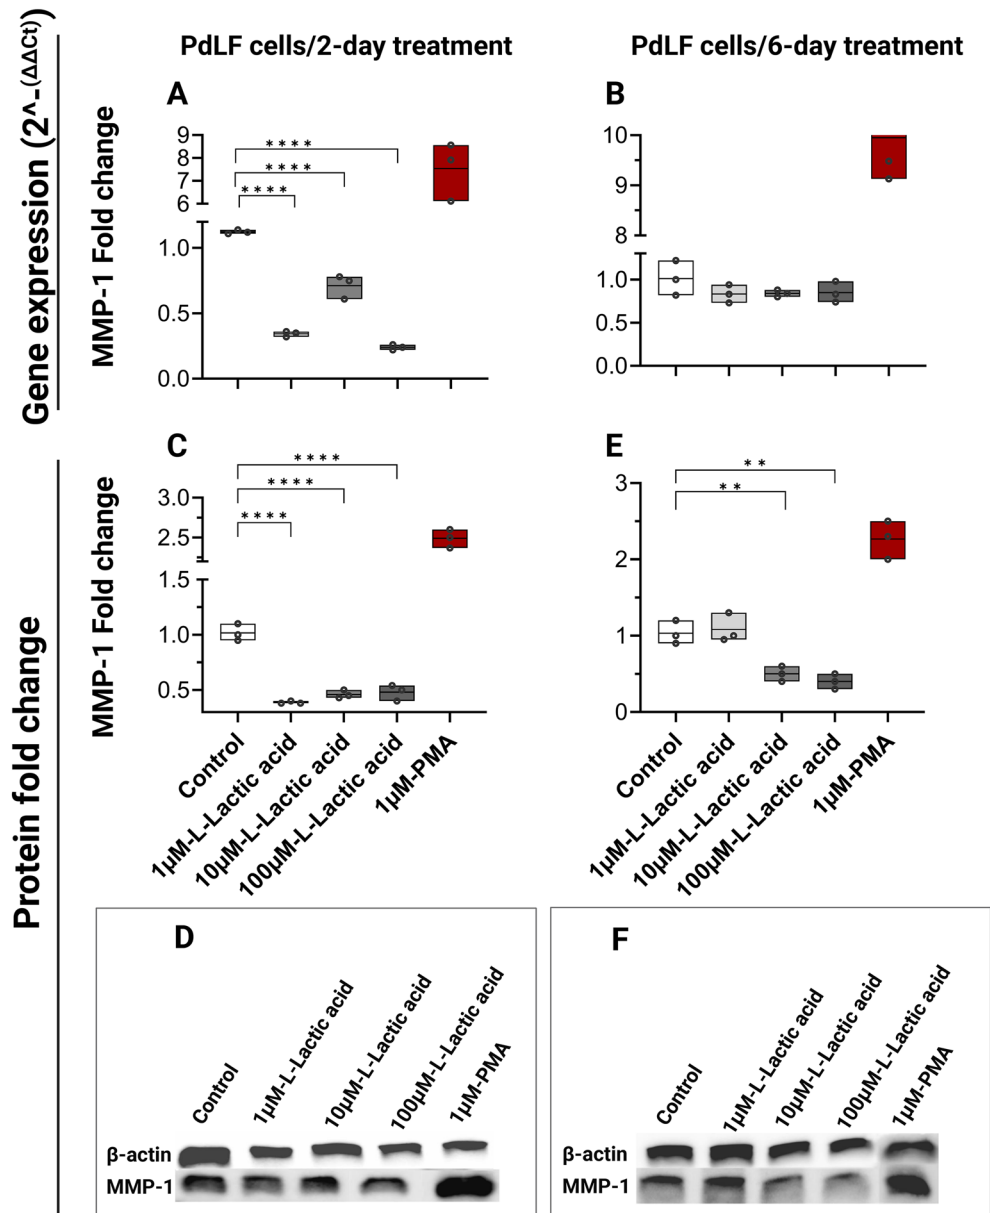 Gene expression (2^-(ΔΔCt))
Protein fold change
PdLF cells/2-day treatment
PdLF cells/6-day treatment
A
MMP-1 Fold change
9
8
7
6
1.0
0.5
0.0
****
****
****
B
10
9
8
1.0
0.5
0.0
C
MMP-1 Fold change
3.0
2.5
1.5
1.0
0.5
****
****
****
Control
1µM-L-Lactic acid
10µM-L-Lactic acid
100µM-L-Lactic acid
1µM-PMA
E
3
2
1
0
**
**
Control
1µM-L-Lactic acid
10µM-L-Lactic acid
100µM-L-Lactic acid
1µM-PMA
D
Control
1µM-L-Lactic acid
10µM-L-Lactic acid
100µM-L-Lactic acid
1µM-PMA
β-actin
MMP-1
F
Control
1µM-L-Lactic acid
10µM-L-Lactic acid
100µM-L-Lactic acid
1µM-PMA
β-actin
MMP-1